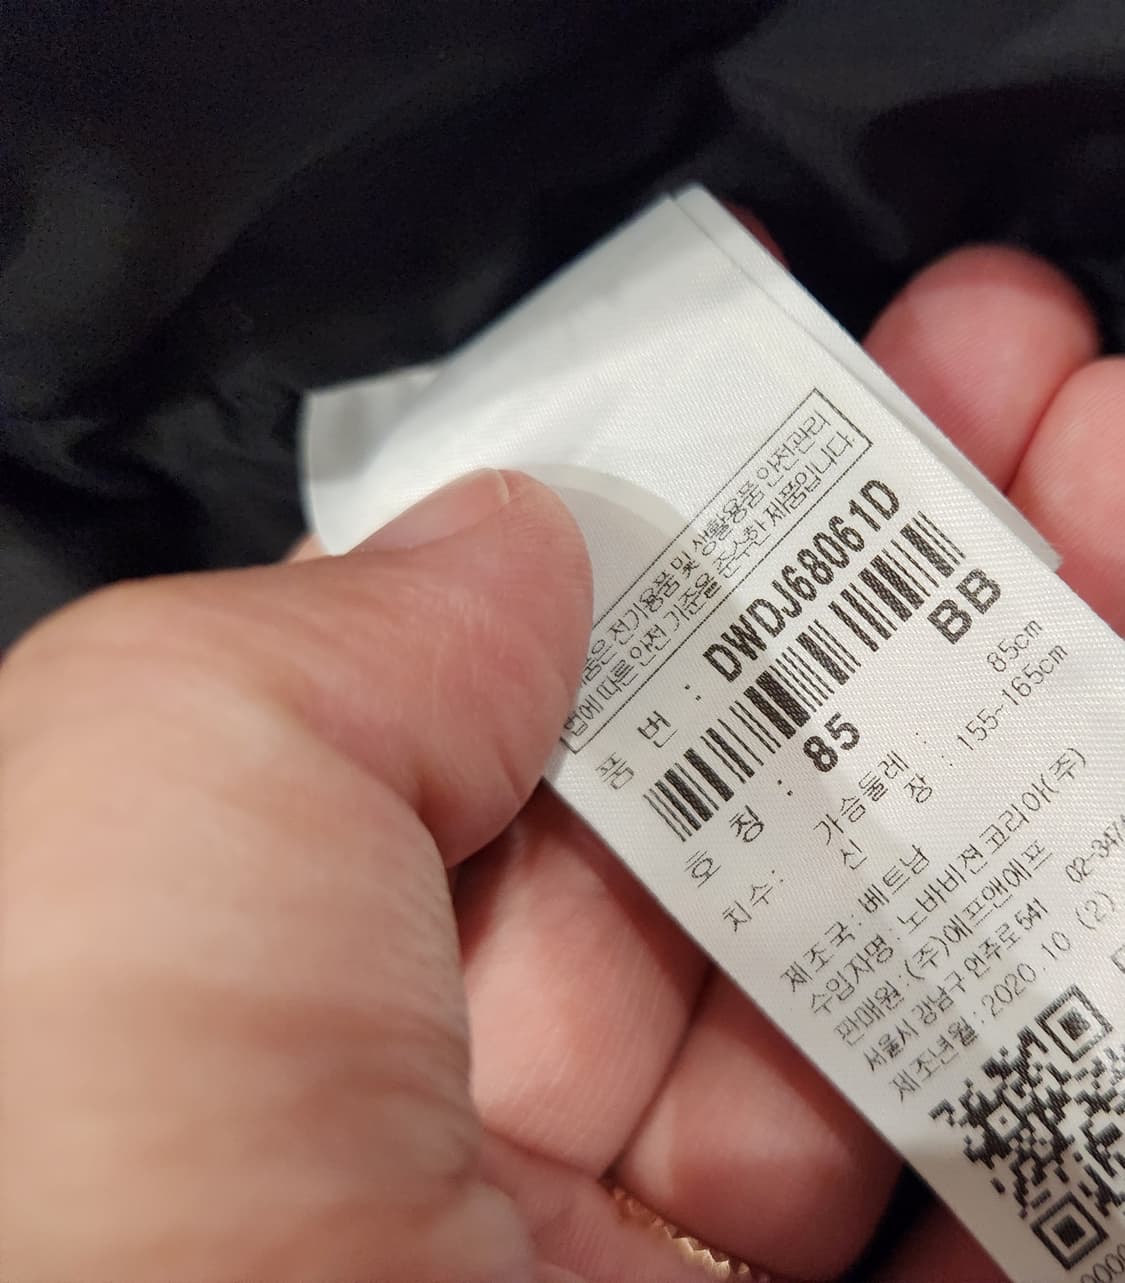 품은 전기용품 및 생활용품 안전관리
법에 따른 안전 기준을 준수한 제품입니다.
품 번 : DWDJ68061D
BB
호 칭 : 85
치수: 가슴둘레 : 85cm
신 장 : 155~165cm
제조국: 베트남
수입자명: 노바비전 코리아(주)
판매원:(주)에프앤에프 02-347
서울시 강남구 언주로 541
제조년월:2020.10 (2)